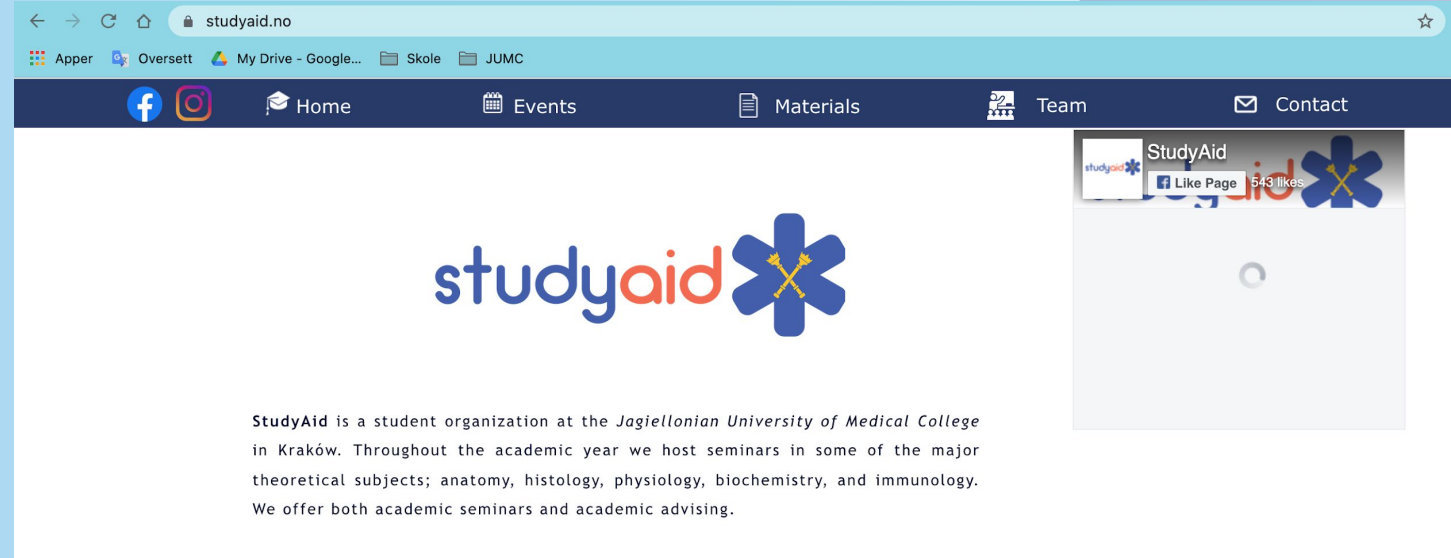 studyaid.no
Apper Oversett My Drive - Google... Skole JUMC
Home Events Materials Team Contact
studyaid
StudyAid
Like Page 543 likes
studyaid
StudyAid is a student organization at the Jagiellonian University of Medical College
in Kraków. Throughout the academic year we host seminars in some of the major
theoretical subjects; anatomy, histology, physiology, biochemistry, and immunology.
We offer both academic seminars and academic advising.